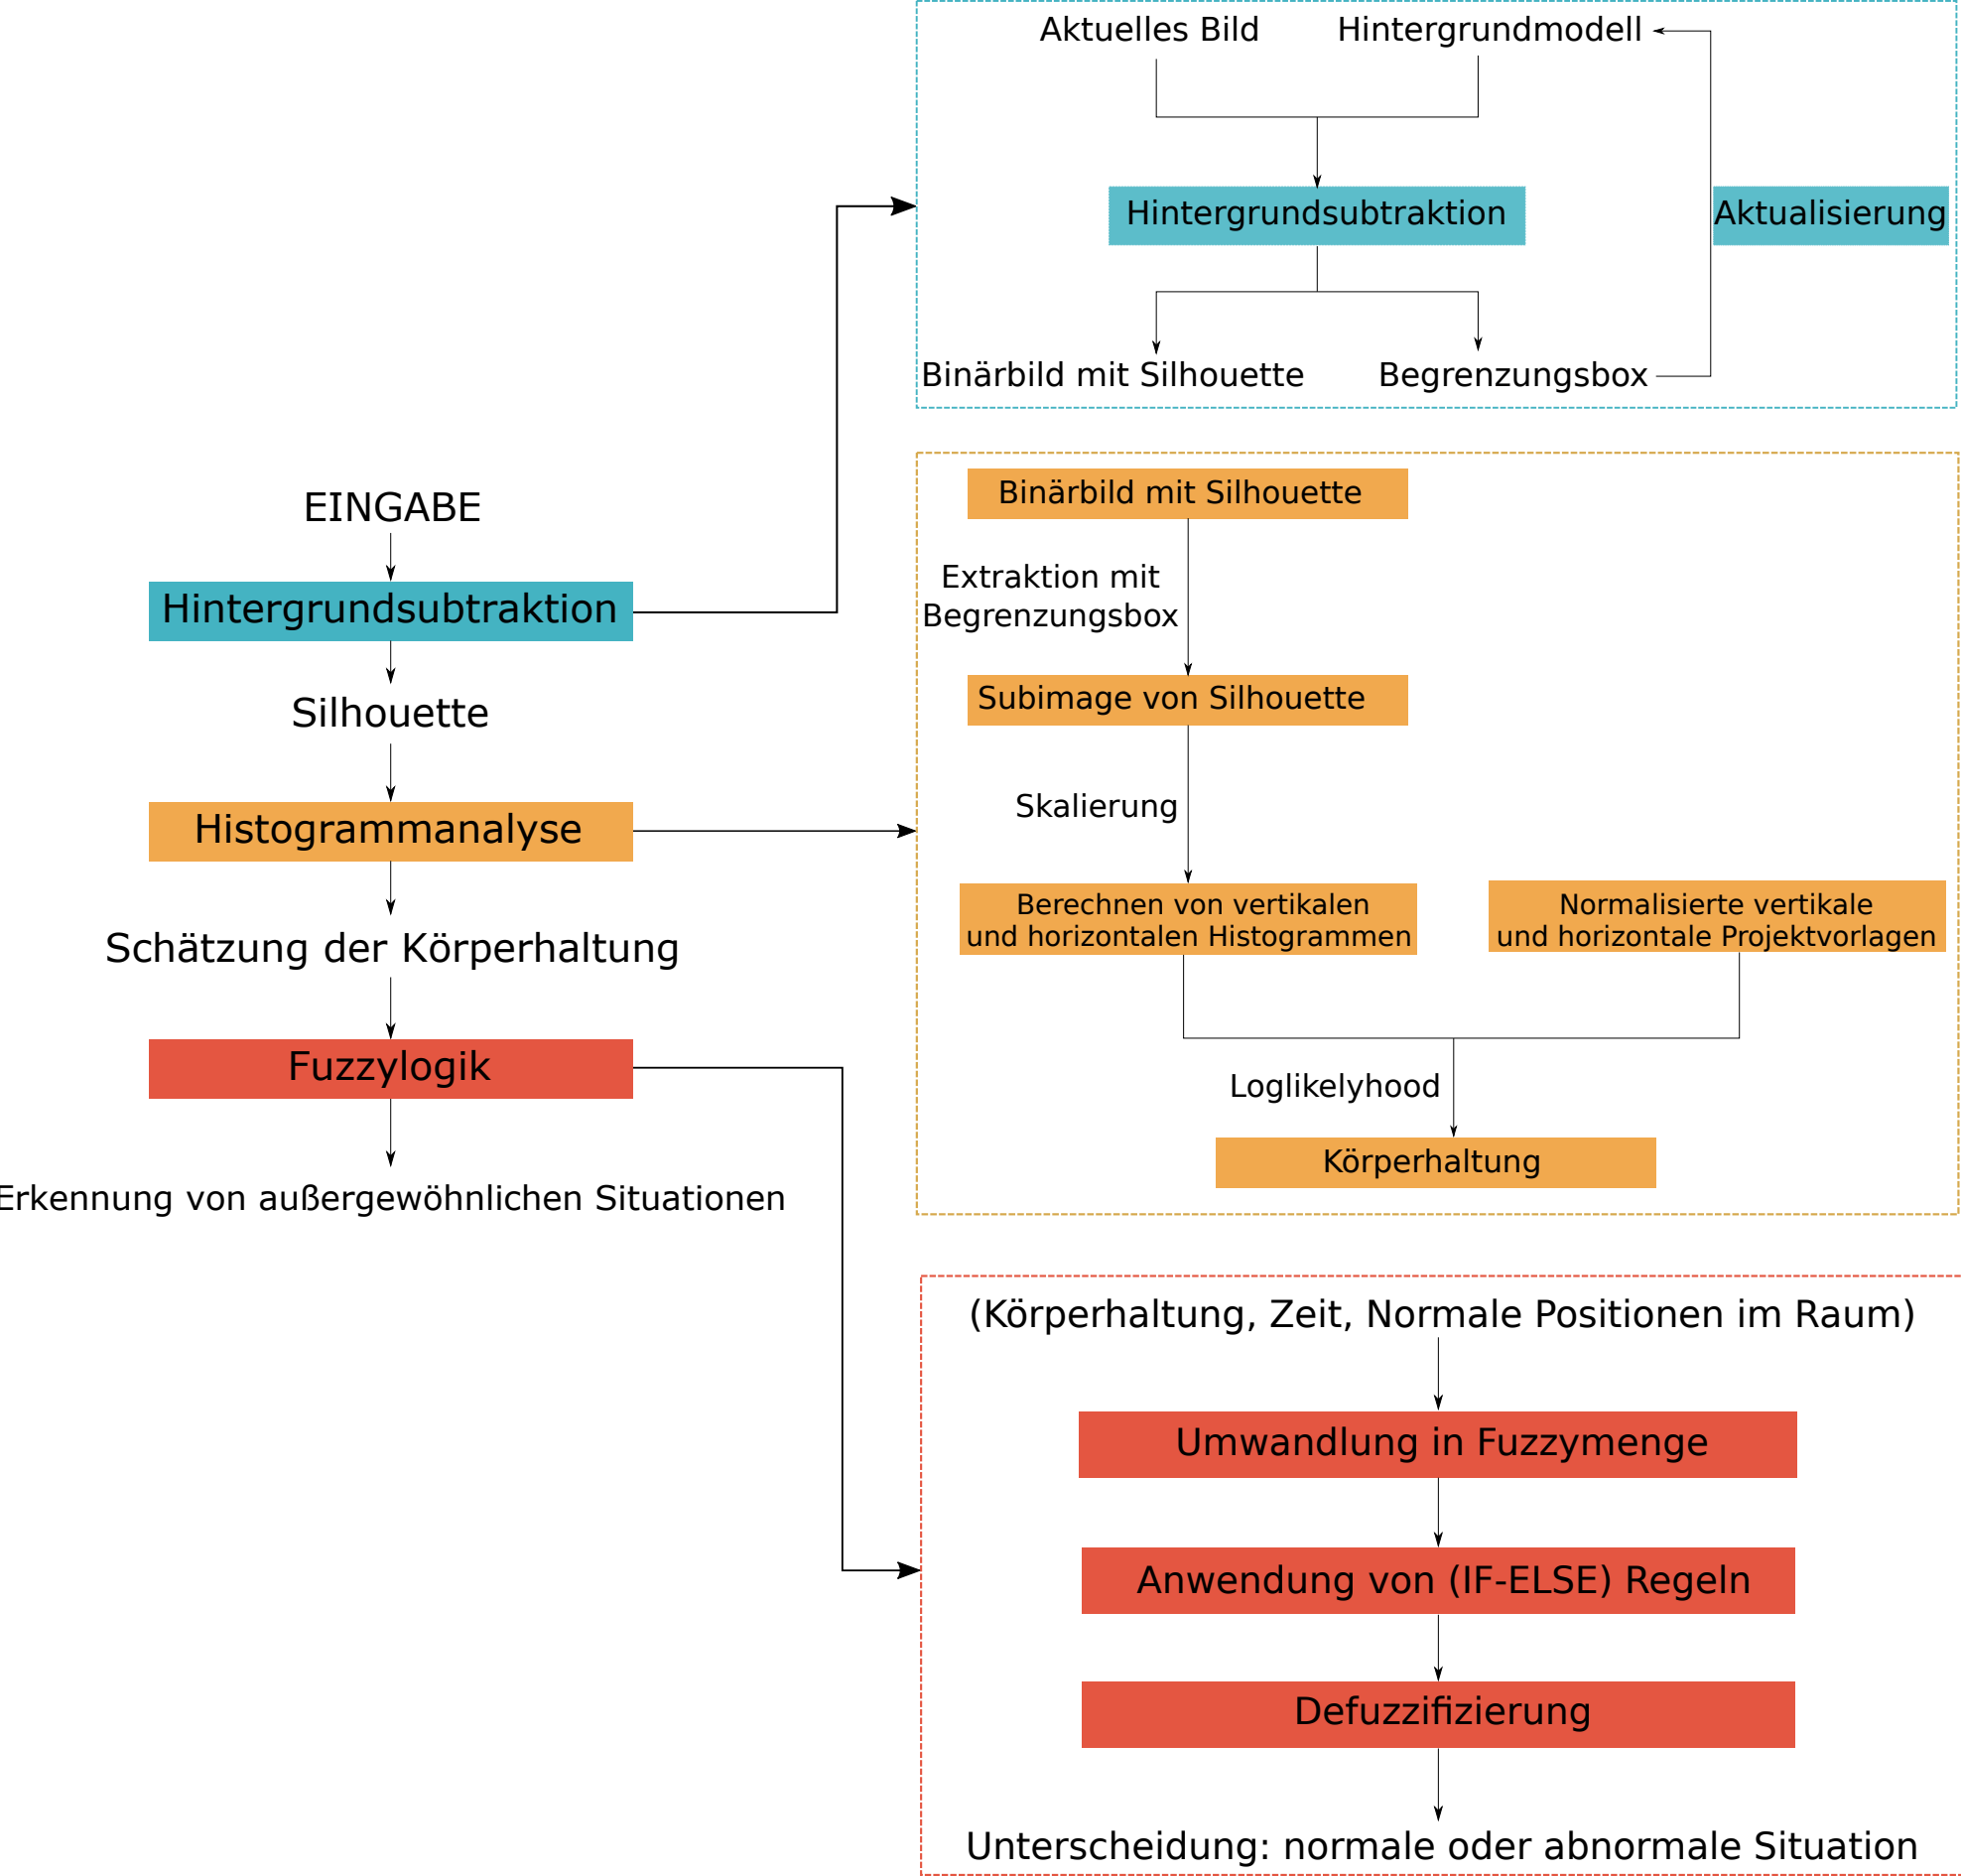 EINGABE
Hintergrundsubtraktion
Silhouette
Histogrammanalyse
Schätzung der Körperhaltung
Fuzzylogik
Erkennung von außergewöhnlichen Situationen
Aktuelles Bild
Hintergrundmodell
Hintergrundsubtraktion
Aktualisierung
Binärbild mit Silhouette
Begrenzungsbox
Binärbild mit Silhouette
Extraktion mit
Begrenzungsbox
Subimage von Silhouette
Skalierung
Berechnen von vertikalen
und horizontalen Histogrammen
Normalisierte vertikale
und horizontale Projektvorlagen
Loglikelyhood
Körperhaltung
(Körperhaltung, Zeit, Normale Positionen im Raum)
Umwandlung in Fuzzymenge
Anwendung von (IF-ELSE) Regeln
Defuzzifizierung
Unterscheidung: normale oder abnormale Situation